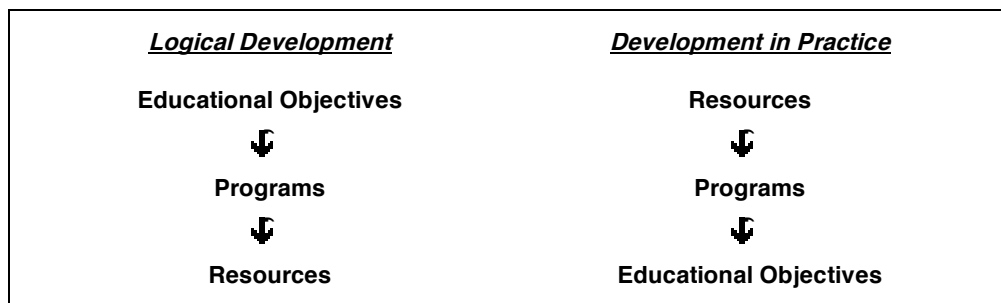 Logical Development
Educational Objectives
Programs
Resources
Development in Practice
Resources
Programs
Educational Objectives